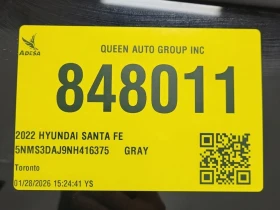 ADESA
QUEEN AUTO GROUP INC
848011
2022 HYUNDAI SANTA FE
5NMS3DAJ9NH416375 GRAY
Toronto
01/28/2026 15:24:41 YS